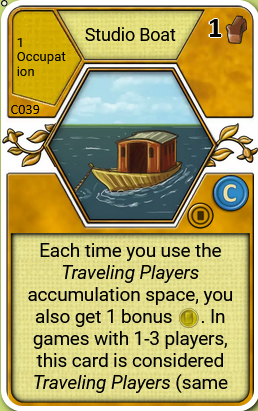 Studio Boat
1
1
Occupat
ion
C039
C
Each time you use the
Traveling Players
accumulation space, you
also get 1 bonus . In
games with 1-3 players,
this card is considered
Traveling Players (same